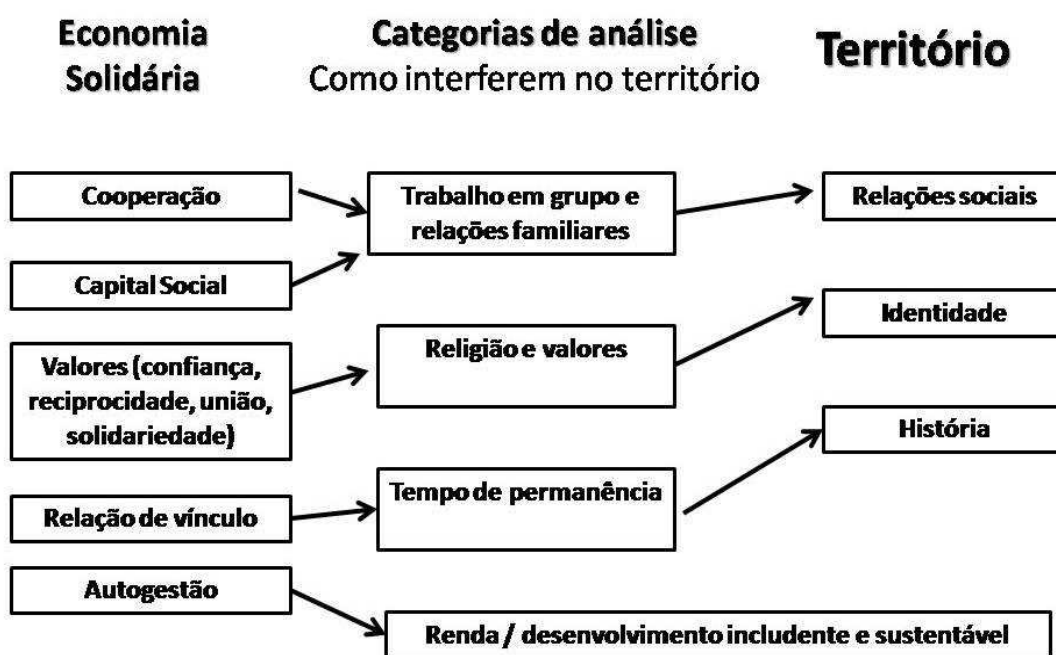 Economia
Solidária
Categorias de análise
Como interferem no território
Território
Cooperação
Capital Social
Valores (confiança,
reciprocidade, união,
solidariedade)
Relação de vínculo
Autogestão
Trabalho em grupo e
relações familiares
Religião e valores
Tempo de permanência
Relações sociais
Identidade
História
Renda / desenvolvimento includente e sustentável